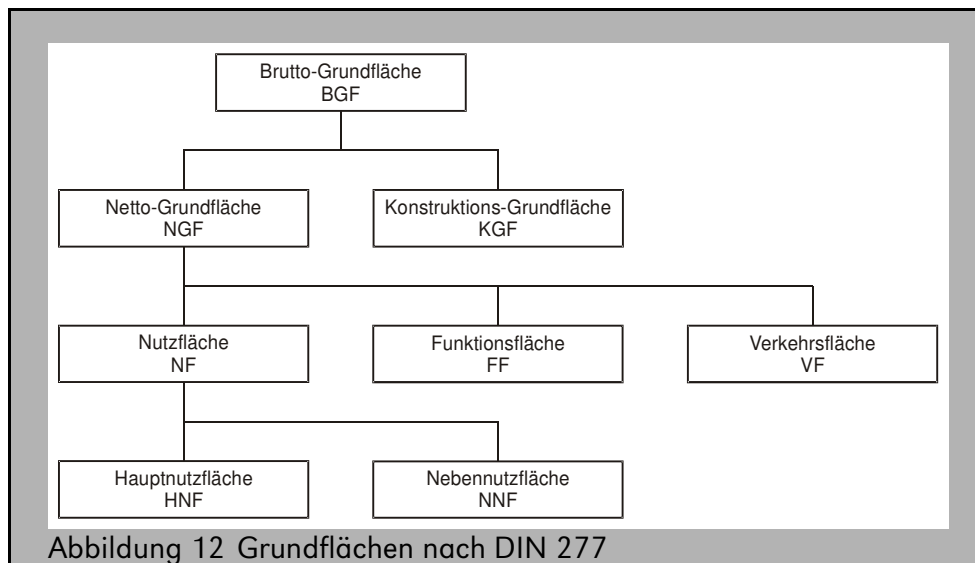 Brutto-Grundfläche
BGF
Netto-Grundfläche
NGF
Konstruktions-Grundfläche
KGF
Nutzfläche
NF
Funktionsfläche
FF
Verkehrsfläche
VF
Hauptnutzfläche
HNF
Nebennutzfläche
NNF
Abbildung 12 Grundflächen nach DIN 277